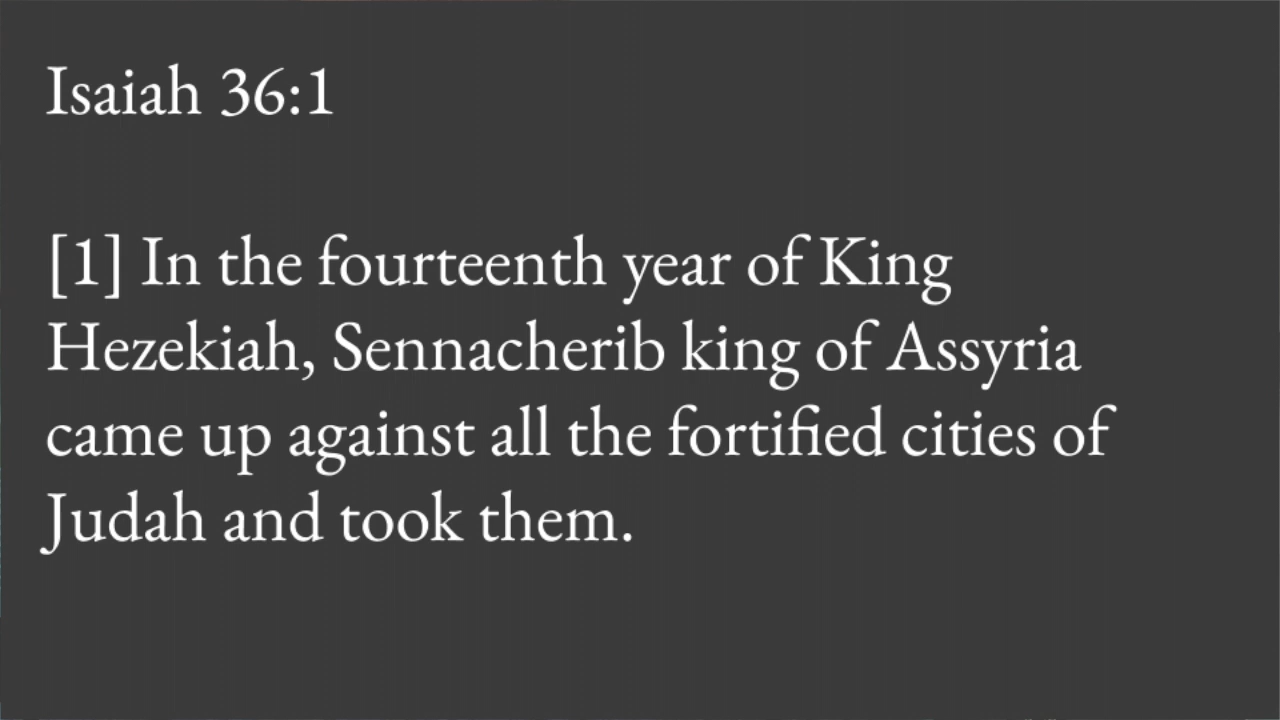 Isaiah 36:1
[1] In the fourteenth year of King
Hezekiah, Sennacherib king of Assyria
came up against all the fortified cities of
Judah and took them.